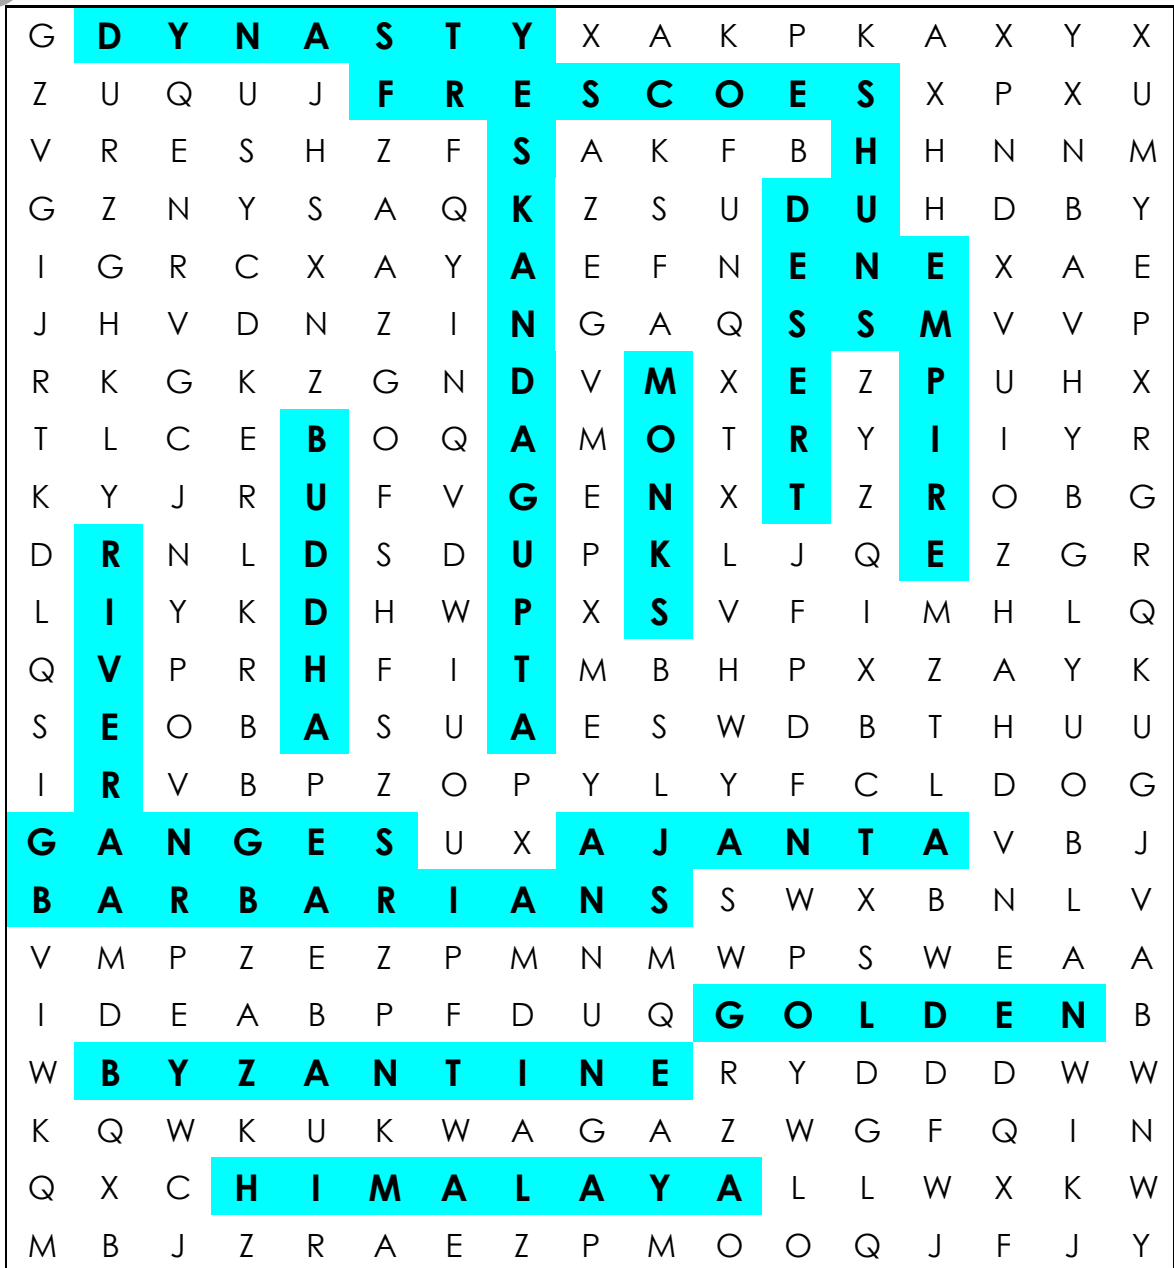 G D Y N A S T Y X A K P K A X Y X
Z U Q U J F R E S C O E S X P X U
V R E S H Z F S A K F B H H N N M
G Z N Y S A Q K Z S U D U H D B Y
I G R C X A Y A E F N E N E X A E
J H V D N Z I N G A Q S S M V V P
R K G K Z G N D V M X E Z P U H X
T L C E B O Q A M O T R Y I I Y R
K Y J R U F V G E N X T Z R O B G
D R N L D S D U P K L J Q E Z G R
L I Y K D H W P X S V F I M H L Q
Q V P R H F I T M B H P X Z A Y K
S E O B A S U A E S W D B T H U U
I R V B P Z O P Y L Y F C L D O G
G A N G E S U X A J A N T A V B J
B A R B A R I A N S S W X B N L V
V M P Z E Z P M N M W P S W E A A
I D E A B P F D U Q G O L D E N B
W B Y Z A N T I N E R Y D D D W W
K Q W K U K W A G A Z W G F Q I N
Q X C H I M A L A Y A L L W X K W
M B J Z R A E Z P M O O Q J F J Y